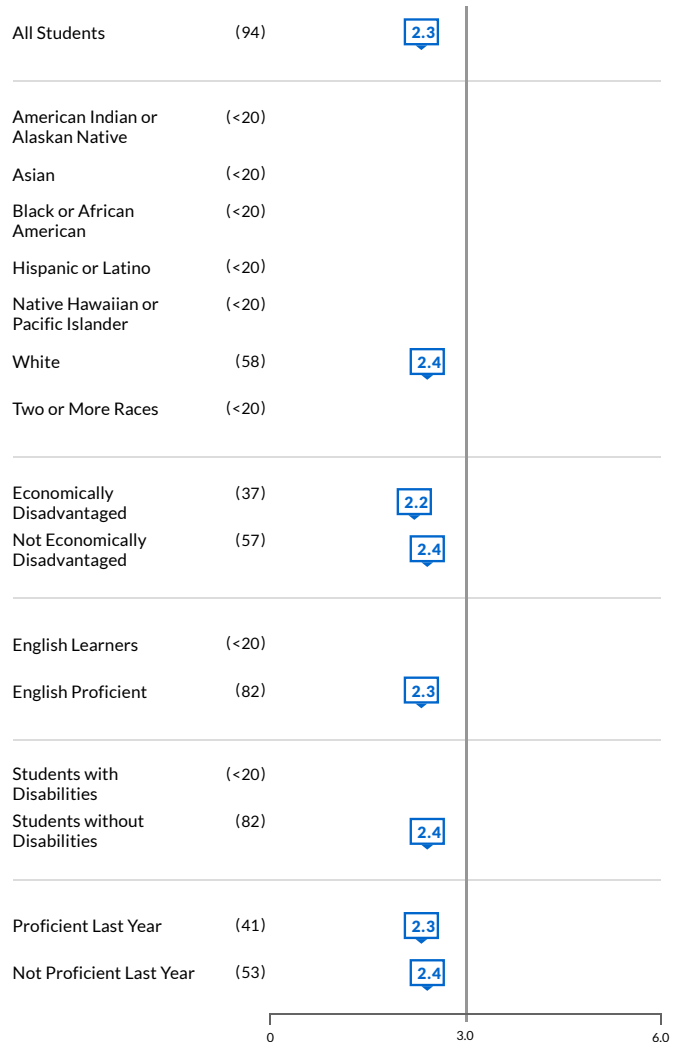 All Students (94) 2.3
American Indian or (<20)
Alaskan Native
Asian (<20)
Black or African (<20)
American
Hispanic or Latino (<20)
Native Hawaiian or (<20)
Pacific Islander
White (58) 2.4
Two or More Races (<20)
Economically (37) 2.2
Disadvantaged
Not Economically (57) 2.4
Disadvantaged
English Learners (<20)
English Proficient (82) 2.3
Students with (<20)
Disabilities
Students without (82) 2.4
Disabilities
Proficient Last Year (41) 2.3
Not Proficient Last Year (53) 2.4
0 3.0 6.0